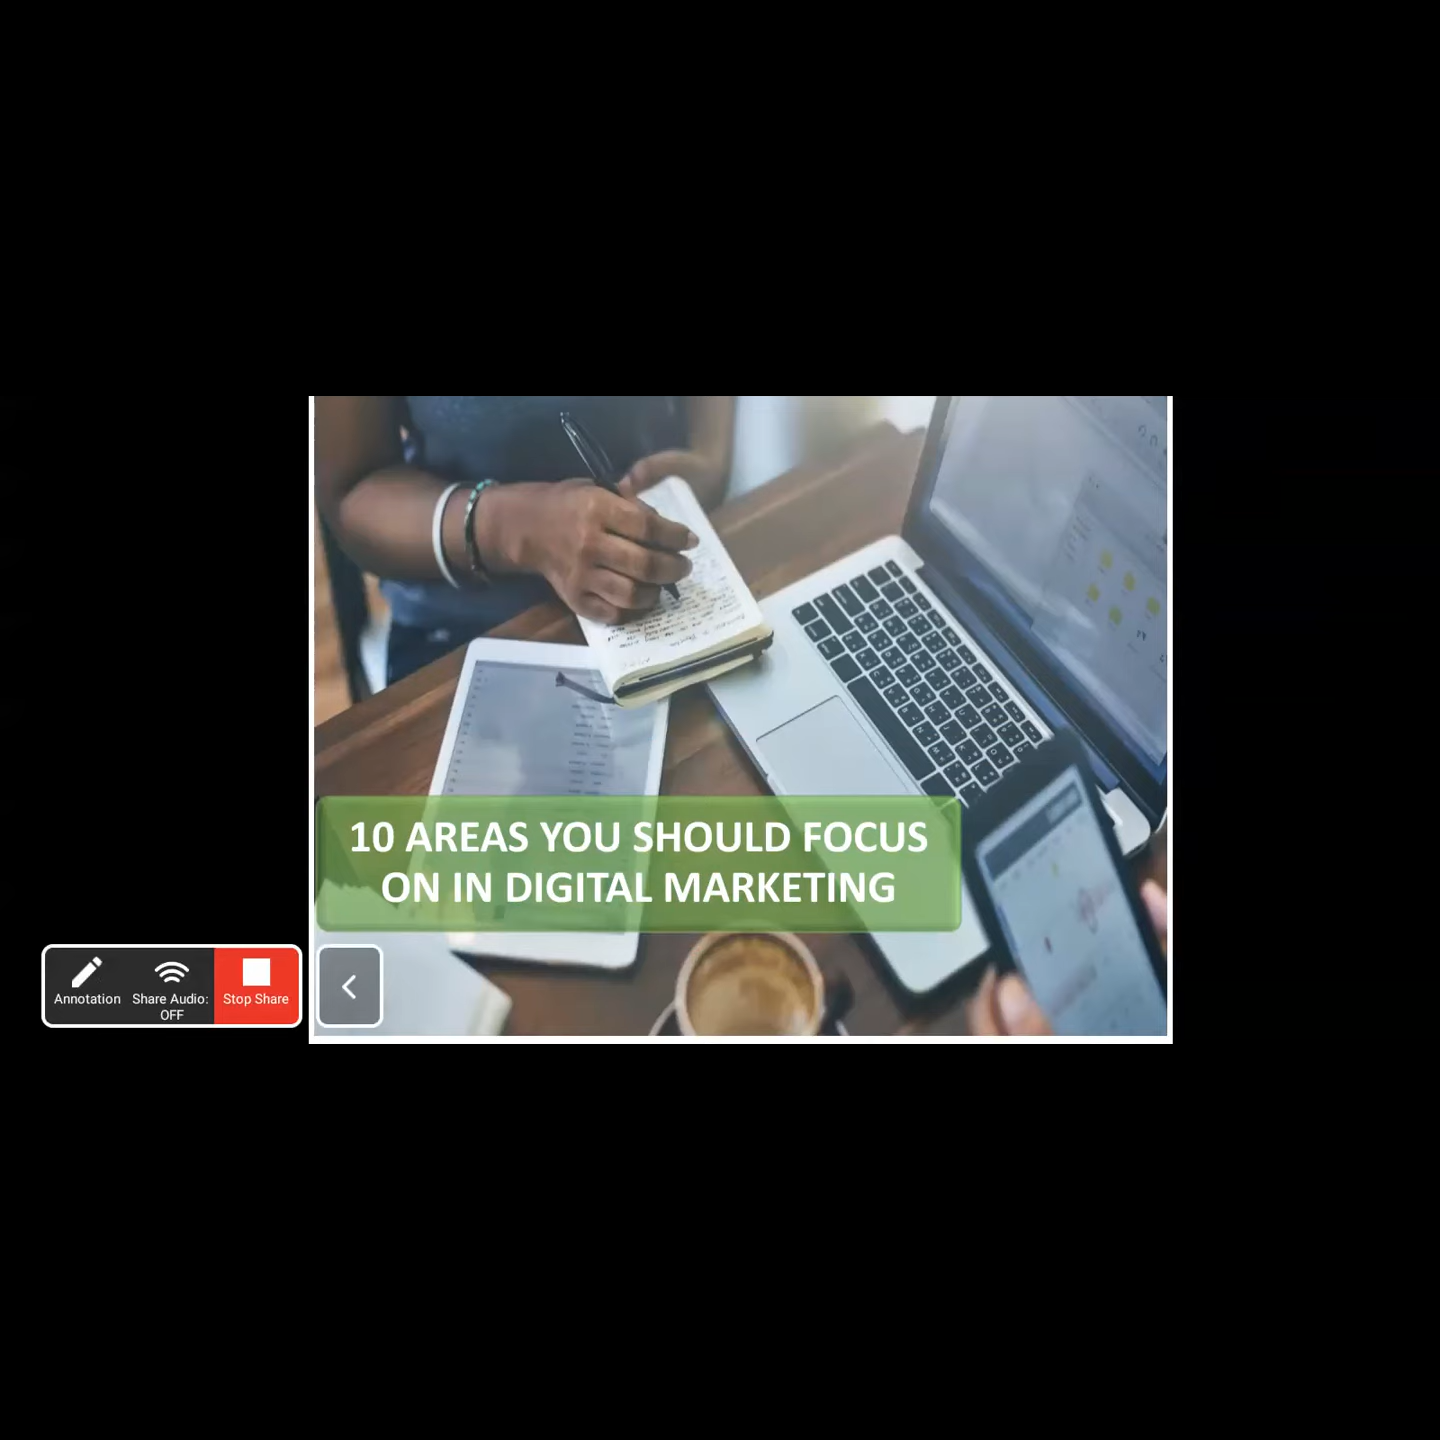 10 AREAS YOU SHOULD FOCUS
ON IN DIGITAL MARKETING
Annotation
Share Audio:
OFF
Stop Share